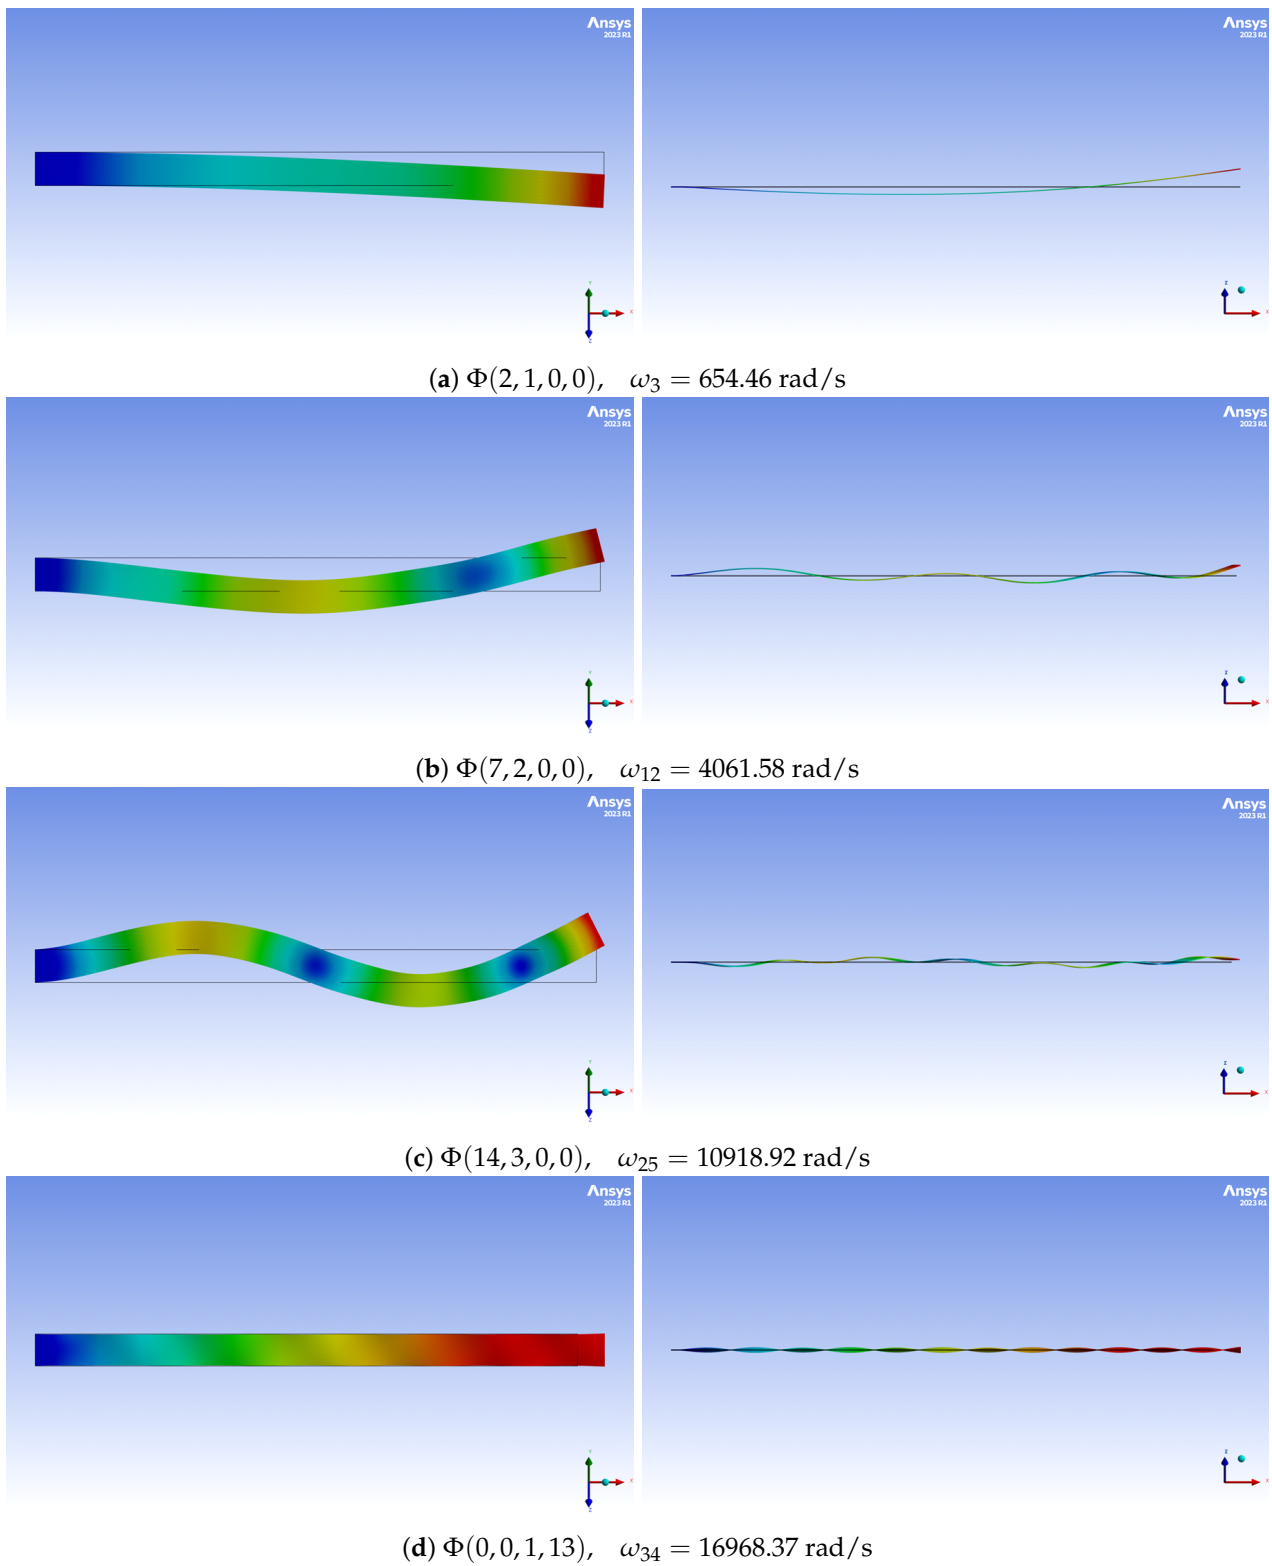 Ansys
2023 R1
Ansys
2023 R1
Y
X
Z
Z
X
(a) Φ(2, 1, 0, 0), ω₃ = 654.46 rad/s
Ansys
2023 R1
Ansys
2023 R1
Y
X
Z
Z
X
(b) Φ(7, 2, 0, 0), ω₁₂ = 4061.58 rad/s
Ansys
2023 R1
Ansys
2023 R1
Y
X
Z
Z
X
(c) Φ(14, 3, 0, 0), ω₂₅ = 10918.92 rad/s
Ansys
2023 R1
Ansys
2023 R1
Y
X
Z
Z
X
(d) Φ(0, 0, 1, 13), ω₃₄ = 16968.37 rad/s